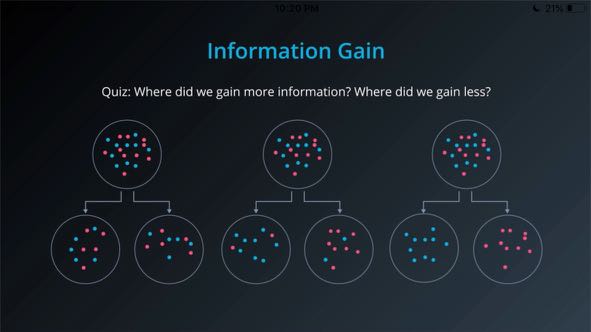 10:20 PM
21%
Information Gain
Quiz: Where did we gain more information? Where did we gain less?